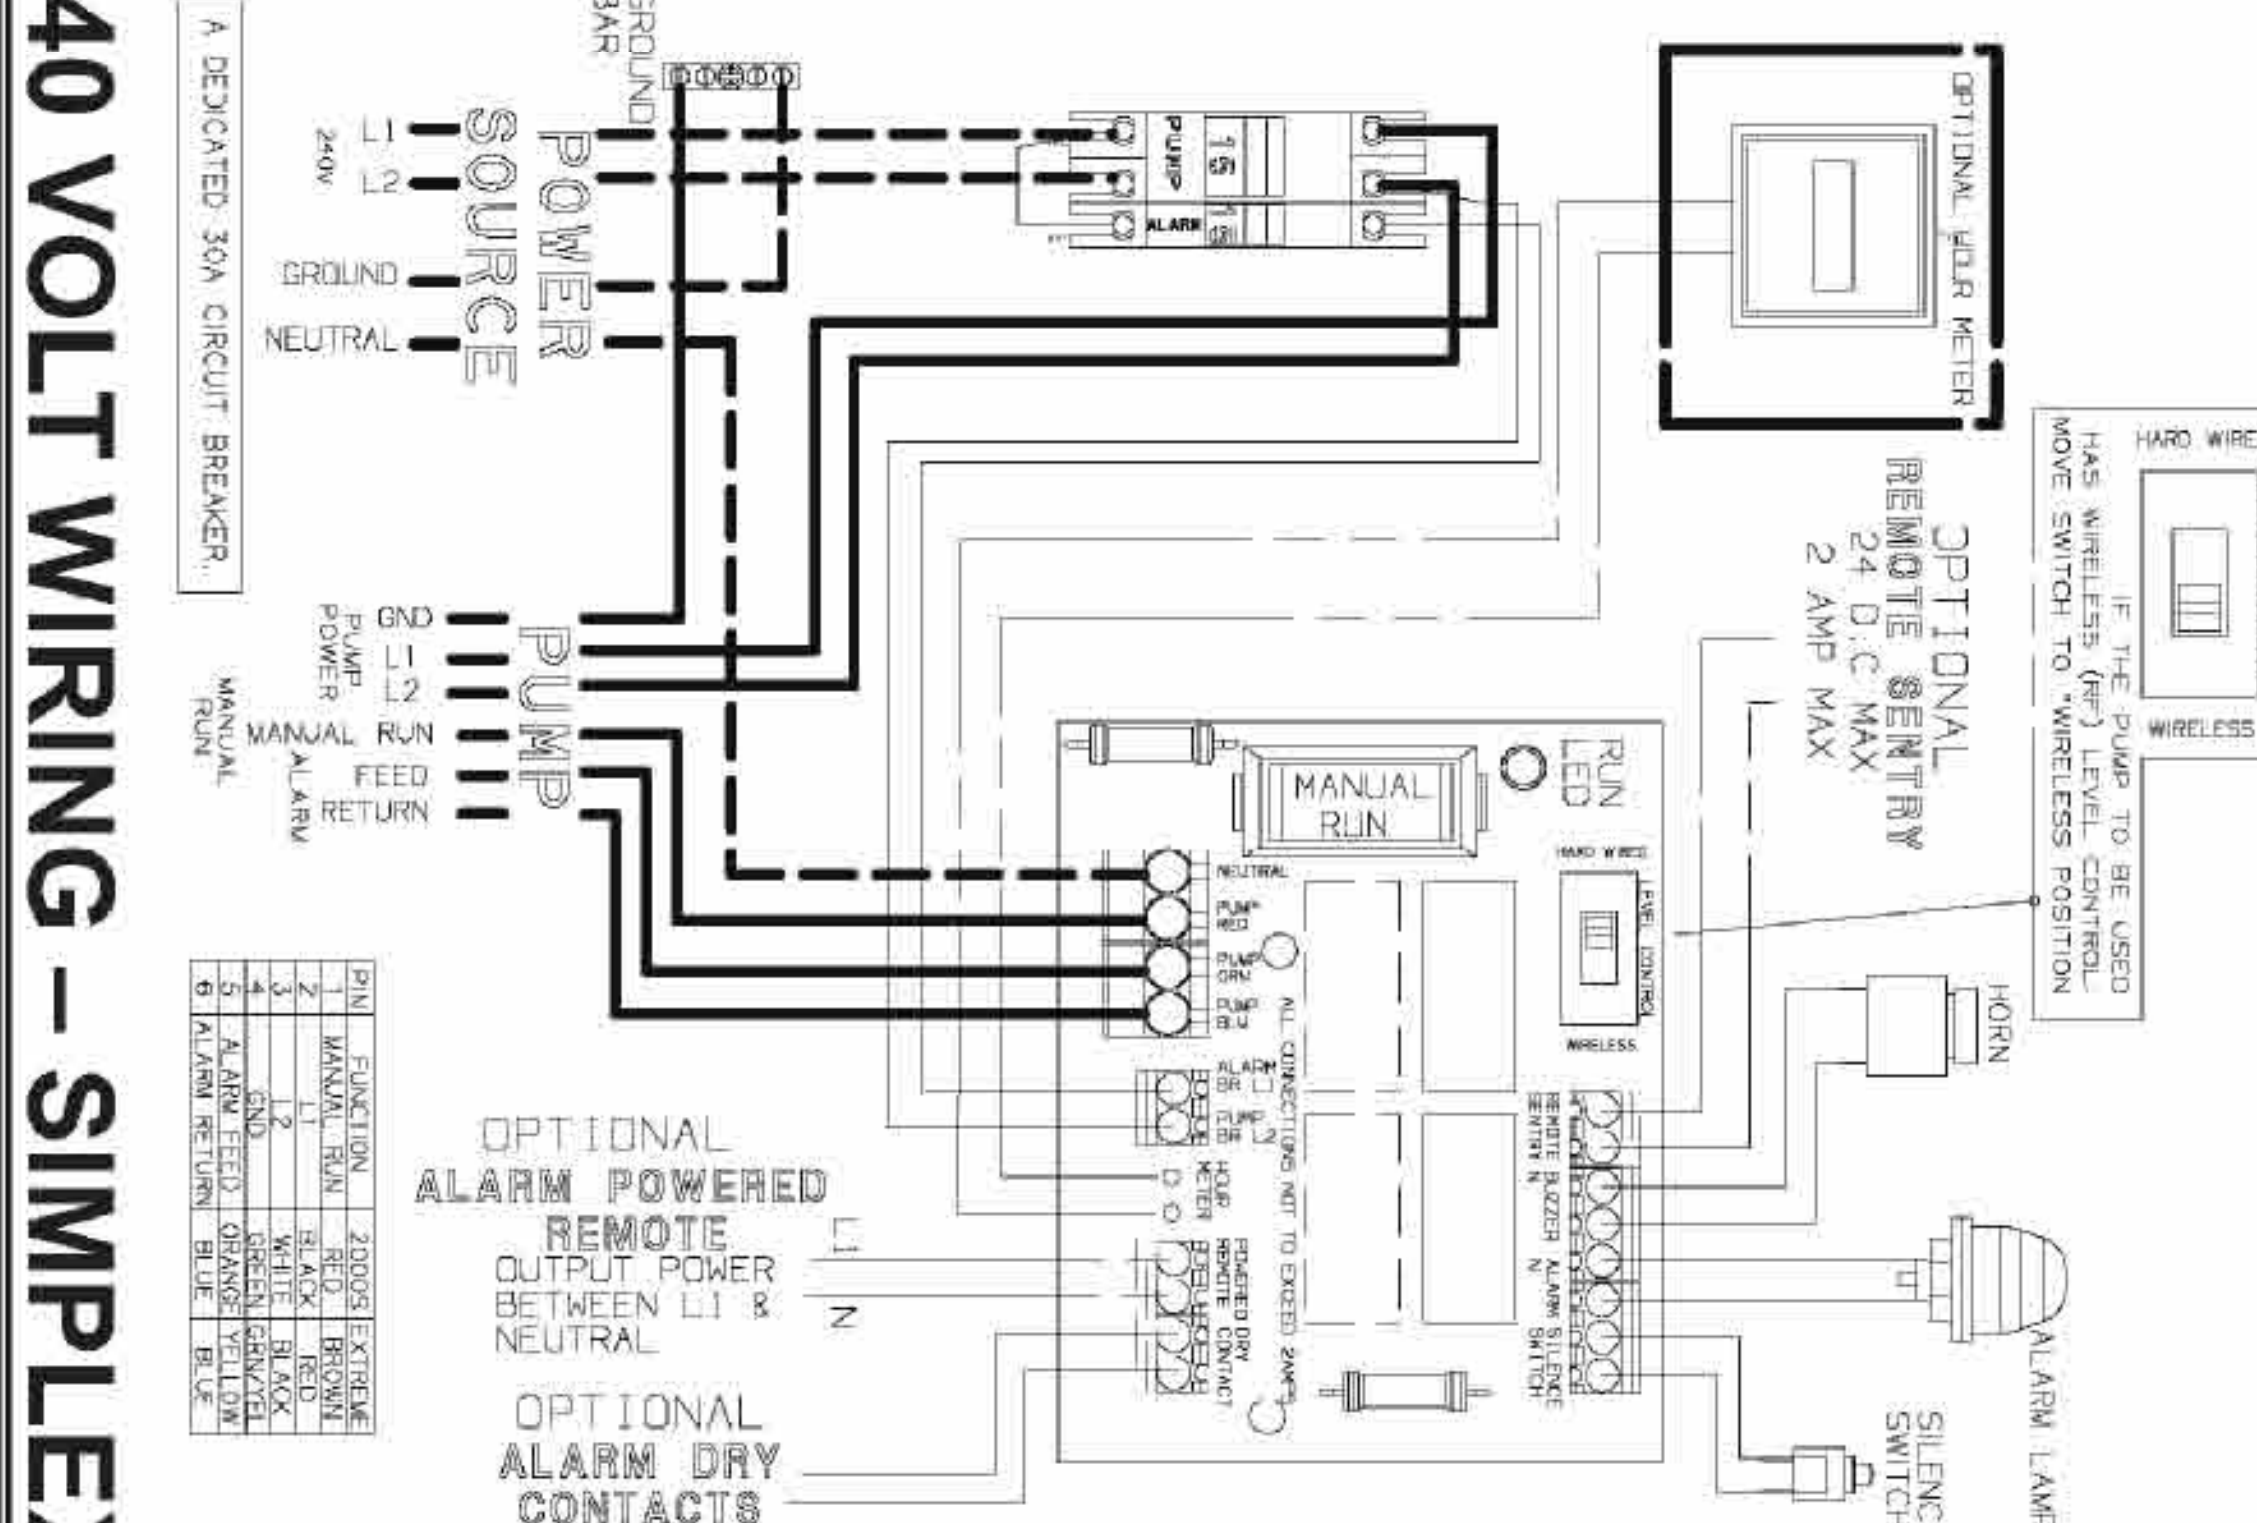 40 VOLT WIRING – SIMPLEX
A DEDICATED 30A CIRCUIT BREAKER.
GROUND
BAR
L1
L2
240V
GROUND
NEUTRAL
POWER
SOURCE
PUMP
ALARM
OPTIONAL HOUR METER
HARD WIRE
WIRELESS
IF THE PUMP TO BE USED
HAS WIRELESS (RF) LEVEL CONTROL
MOVE SWITCH TO "WIRELESS POSITION
OPTIONAL
REMOTE SENTRY
24 D.C MAX
2 AMP MAX
GND
L1
L2
PUMP
POWER
MANUAL RUN
FEED
RETURN
ALARM
MANUAL
RUN
PUMP
MANUAL
RUN
RUN
LED
HARD WIRED
LEVEL CONTROL
WIRELESS
NEUTRAL
PUMP
RED
PUMP
ORN
PUMP
BLU
ALARM
BR L1
PUMP
BR L2
HOUR
METER
POWERED DRY
REMOTE CONTACT
ALL CONNECTIONS NOT TO EXCEED 2AMPS
REMOTE BUZZER ALARM SILENCE
SENTRY N N SWITCH
HORN
ALARM LAMP
SILENC
SWITCH
OPTIONAL
ALARM POWERED
REMOTE
OUTPUT POWER
BETWEEN L1 &
NEUTRAL
L1
N
OPTIONAL
ALARM DRY
CONTACTS
PIN FUNCTION 2000S EXTREME
1 MANUAL RUN RED BROWN
2 L1 BLACK RED
3 L2 WHITE BLACK
4 GND GREEN GRN/YEL
5 ALARM FEED ORANGE YELLOW
6 ALARM RETURN BLUE BLUE